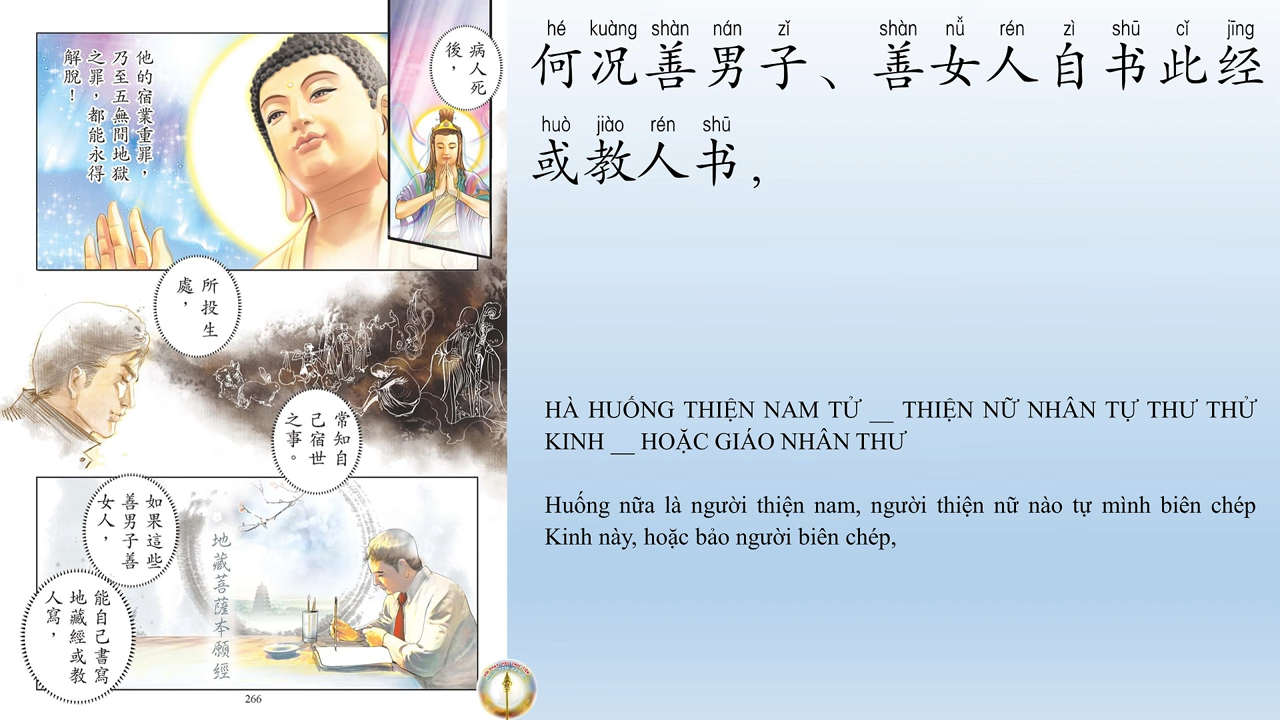 病人死
後，
他的宿業重罪，
乃至五無間地獄
之罪，都能永得
解脫！
所投生
處，
常知自
己宿世
之事。
如果這些
善男子善
女人，
能自己書寫
地藏經或教
人寫，
地藏菩薩本願經
266
hé kuàng shàn nán zǐ shàn nǚ rén zì shū cǐ jīng
何况善男子、善女人自书此经
huò jiào rén shū
或教人书，
HÀ HUỐNG THIỆN NAM TỬ __ THIỆN NỮ NHÂN TỰ THƯ THỬ
KINH __ HOẶC GIÁO NHÂN THƯ
Huống nữa là người thiện nam, người thiện nữ nào tự mình biên chép
Kinh này, hoặc bảo người biên chép,